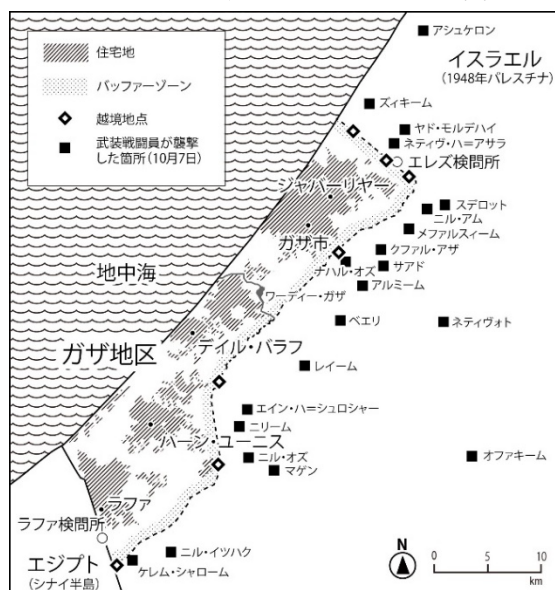 住宅地
バッファーゾーン
越境地点
武装戦闘員が襲撃
した箇所(10月7日)
アシュケロン
イスラエル
(1948年パレスチナ)
ズィキーム
ヤド・モルデハイ
ネティヴ・ハ=アサラ
エレズ検問所
ジャバーリヤー
スデロット
ニル・アム
メファルスィーム
ガザ市
クファル・アザ
地中海
ナハル・オズ
サアド
アルミーム
ワーディー・ガザ
ベエリ
ネティヴォト
ガザ地区
デイル・バラフ
レイーム
エイン・ハ=シュロシャー
ニリーム
ハーン・ユーニス
ニル・オズ
マゲン
オファキーム
ラファ
ラファ検問所
エジプト
(シナイ半島)
ニル・イツハク
ケレム・シャローム
N
0 5 10
km